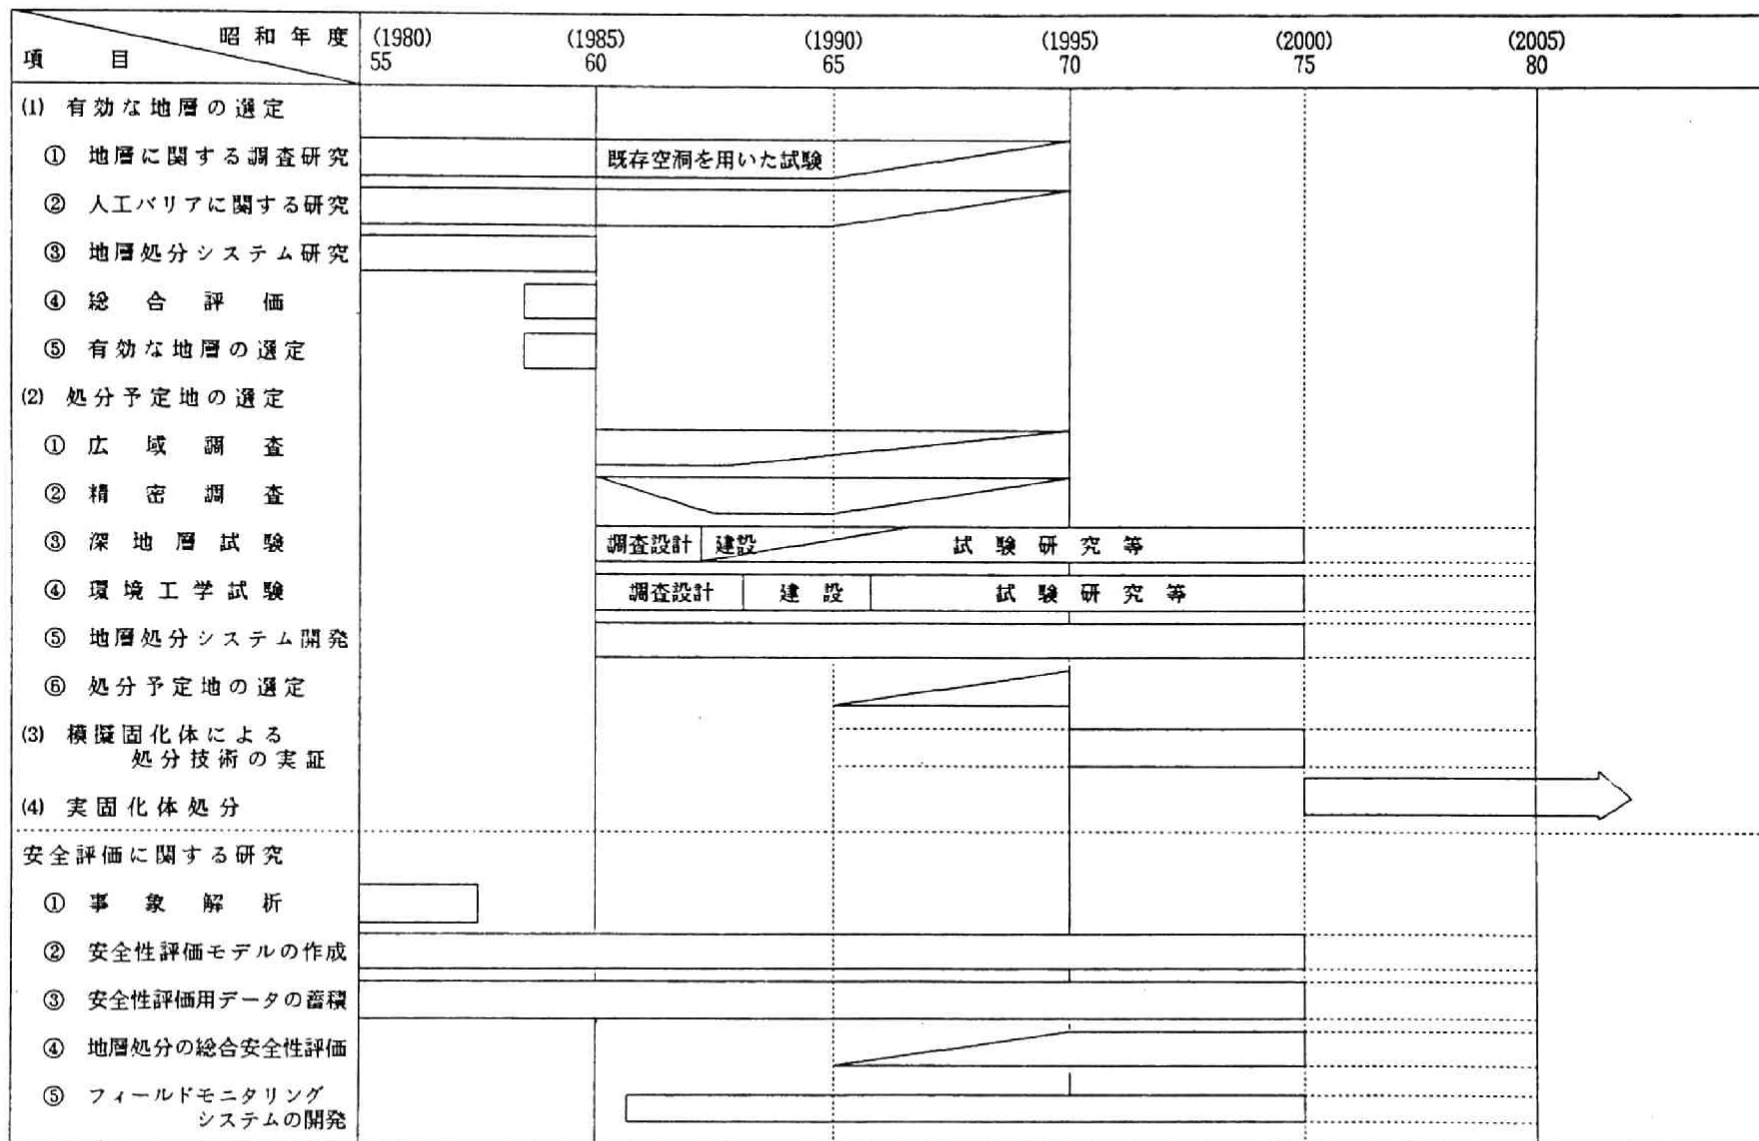 昭和年度
項目
(1980) (1985) (1990) (1995) (2000) (2005)
55 60 65 70 75 80
(1) 有効な地層の選定
① 地層に関する調査研究 既存空洞を用いた試験
② 人工バリアに関する研究
③ 地層処分システム研究
④ 総合評価
⑤ 有効な地層の選定
(2) 処分予定地の選定
① 広域調査
② 精密調査
③ 深地層試験 調査設計 建設 試験研究等
④ 環境工学試験 調査設計 建設 試験研究等
⑤ 地層処分システム開発
⑥ 処分予定地の選定
(3) 模擬固化体による
処分技術の実証
(4) 実固化体処分
安全評価に関する研究
① 事象解析
② 安全性評価モデルの作成
③ 安全性評価用データの蓄積
④ 地層処分の総合安全性評価
⑤ フィールドモニタリング
システムの開発